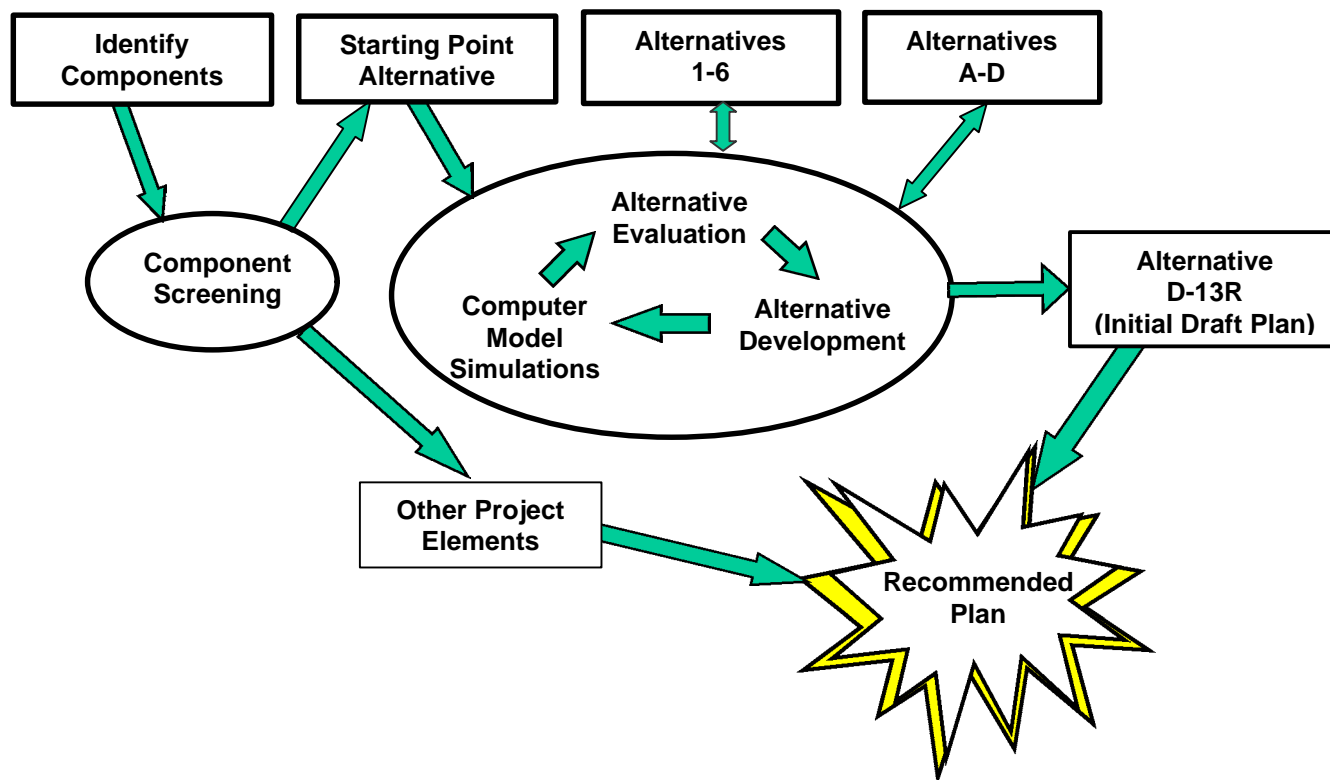 Identify
Components
Starting Point
Alternative
Alternatives
1-6
Alternatives
A-D
Component
Screening
Alternative
Evaluation
Computer
Model
Simulations
Alternative
Development
Alternative
D-13R
(Initial Draft Plan)
Other Project
Elements
Recommended
Plan